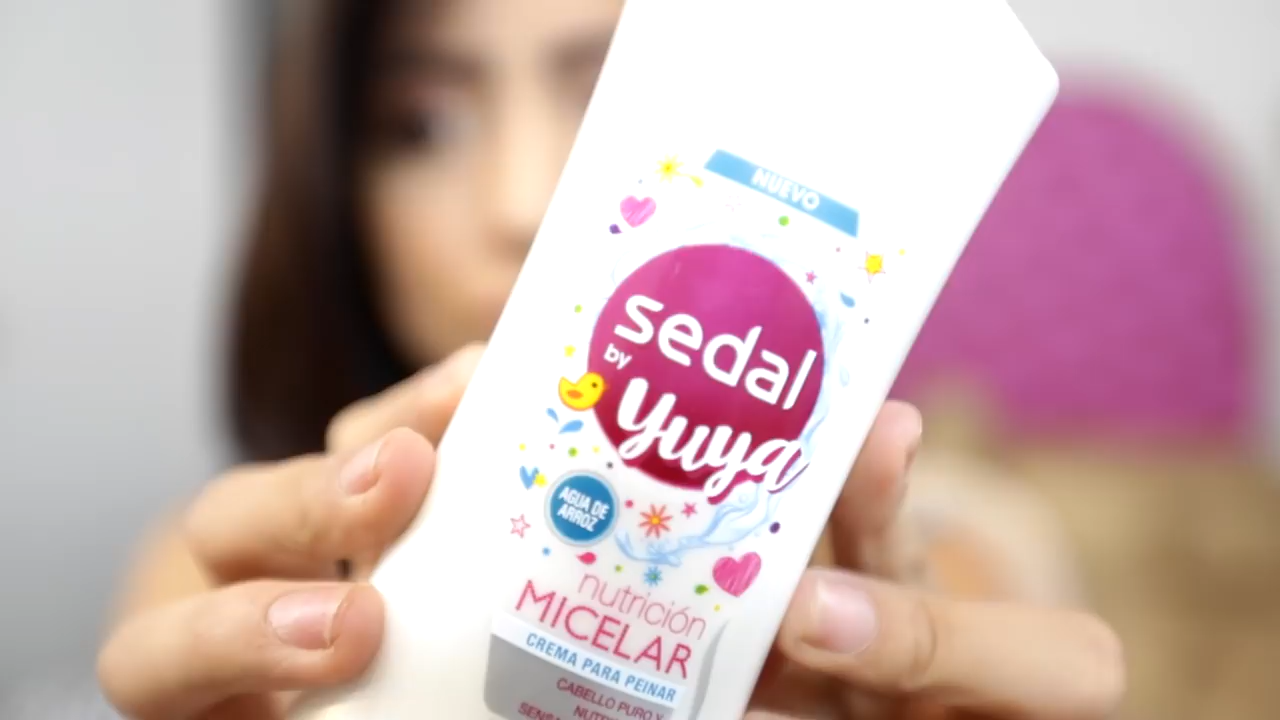 NUEVO
sedal
by
Yuya
AGUA DE
ARROZ
nutrición
MICELAR
CREMA PARA PEINAR
CABELLO PURO Y